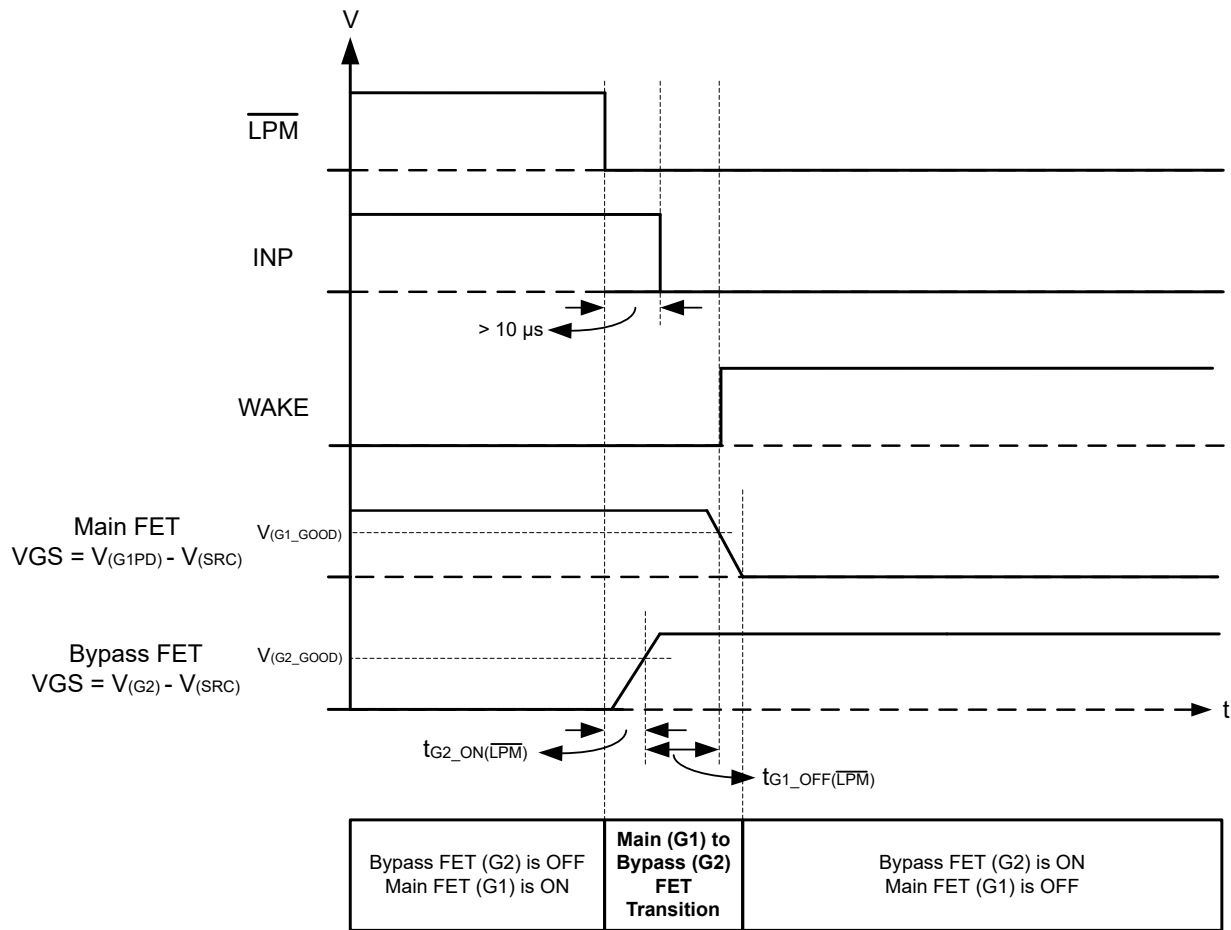 V
LPM
INP
> 10 µs
WAKE
Main FET
VGS = V(G1PD) - V(SRC)
V(G1_GOOD)
Bypass FET
VGS = V(G2) - V(SRC)
V(G2_GOOD)
t
tG2_ON(LPM)
tG1_OFF(LPM)
Bypass FET (G2) is OFF
Main FET (G1) is ON
Main (G1) to
Bypass (G2)
FET
Transition
Bypass FET (G2) is ON
Main FET (G1) is OFF